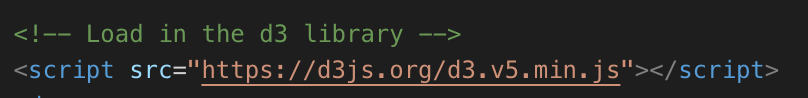 <!-- Load in the d3 library -->
<script src="https://d3js.org/d3.v5.min.js"></script>